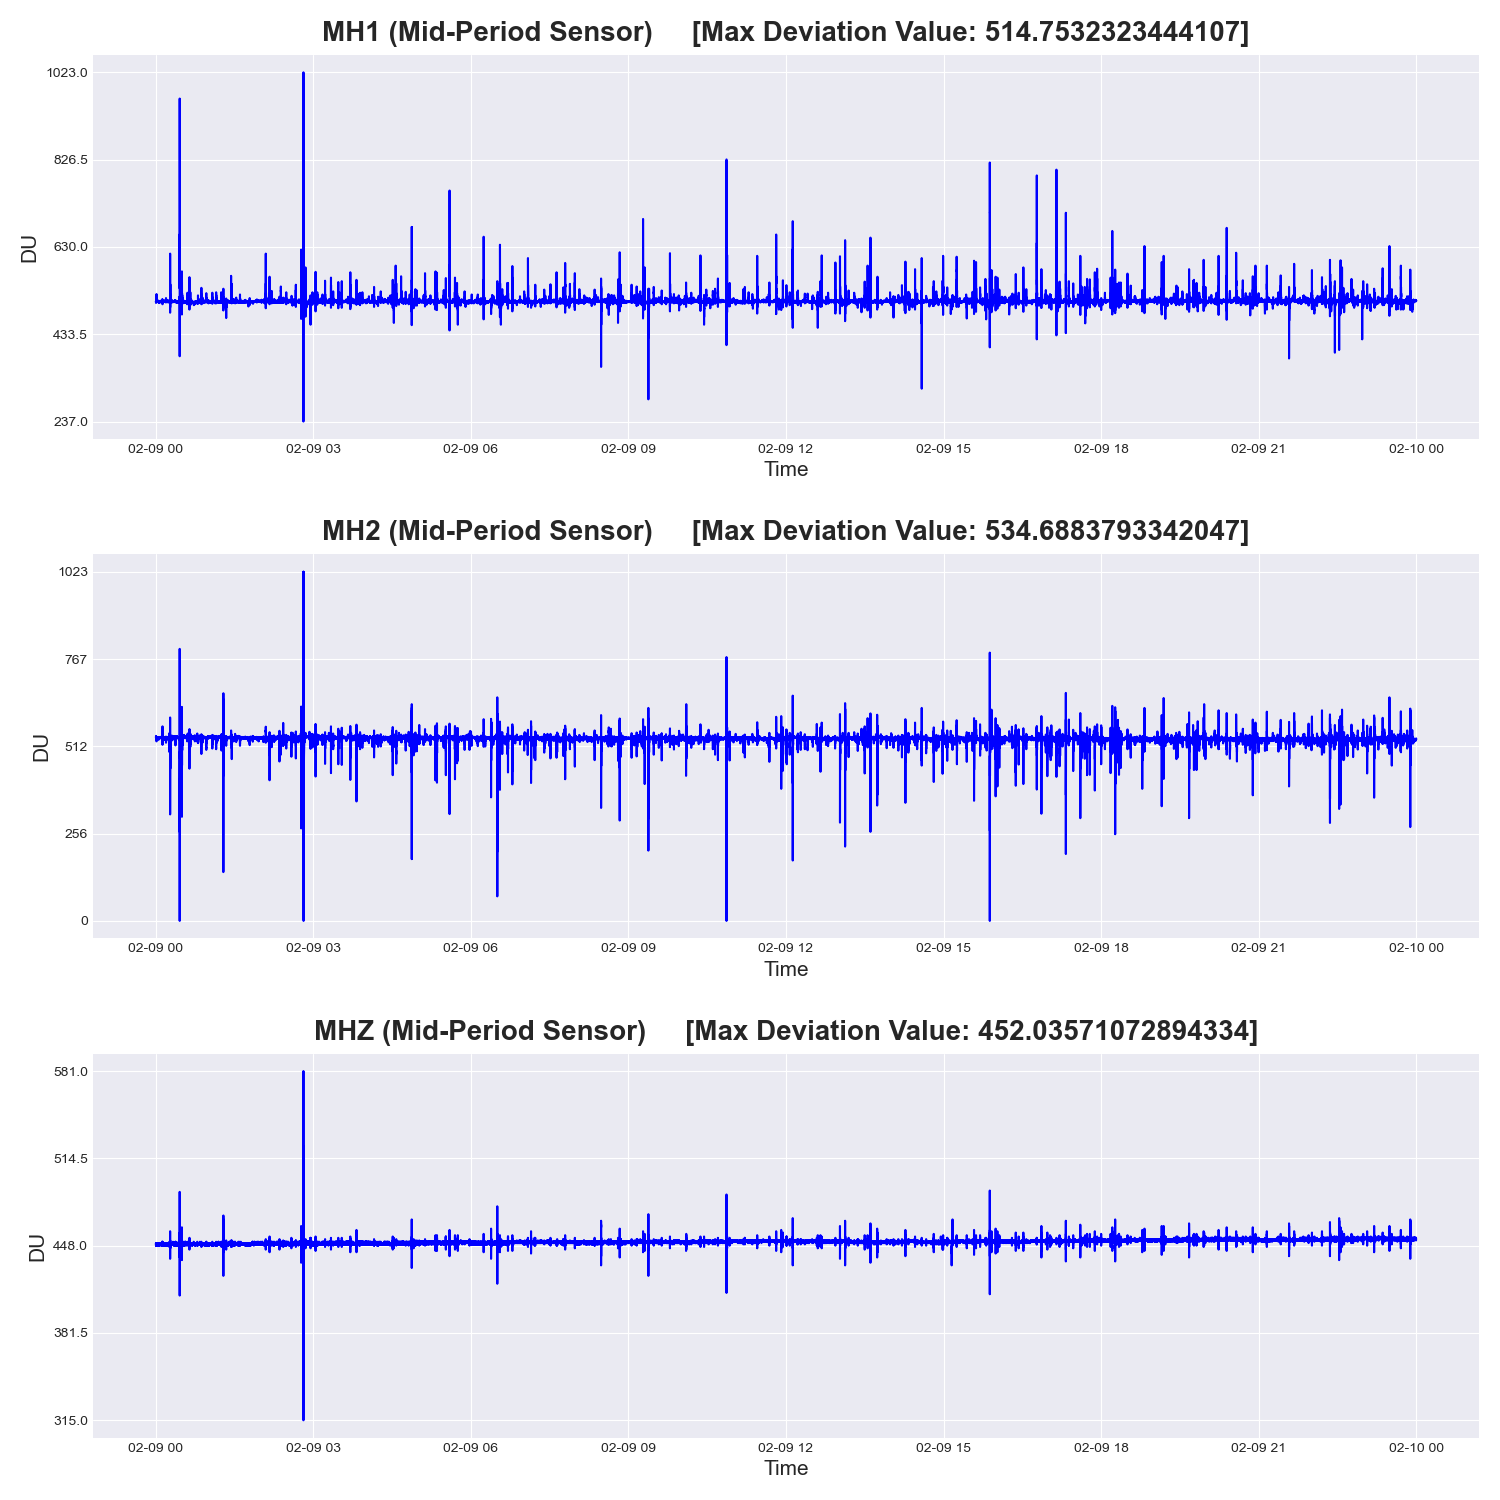 MH1 (Mid-Period Sensor) [Max Deviation Value: 514.7532323444107]
1023.0
826.5
630.0
433.5
237.0
DU
02-09 00 02-09 03 02-09 06 02-09 09 02-09 12 02-09 15 02-09 18 02-09 21 02-10 00
Time
MH2 (Mid-Period Sensor) [Max Deviation Value: 534.6883793342047]
1023
767
512
256
0
DU
02-09 00 02-09 03 02-09 06 02-09 09 02-09 12 02-09 15 02-09 18 02-09 21 02-10 00
Time
MHZ (Mid-Period Sensor) [Max Deviation Value: 452.03571072894334]
581.0
514.5
448.0
381.5
315.0
DU
02-09 00 02-09 03 02-09 06 02-09 09 02-09 12 02-09 15 02-09 18 02-09 21 02-10 00
Time